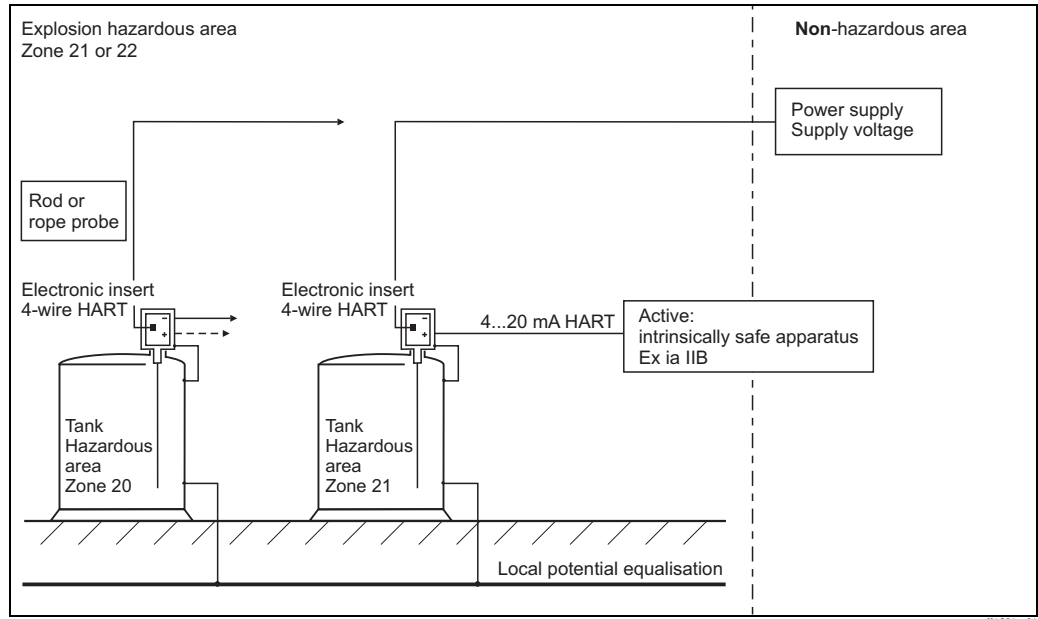 Explosion hazardous area
Zone 21 or 22
Non-hazardous area
Power supply
Supply voltage
Rod or
rope probe
Electronic insert
4-wire HART
–
+
Electronic insert
4-wire HART
–
+
4...20 mA HART
Active:
intrinsically safe apparatus
Ex ia IIB
Tank
Hazardous
area
Zone 20
Tank
Hazardous
area
Zone 21
Local potential equalisation